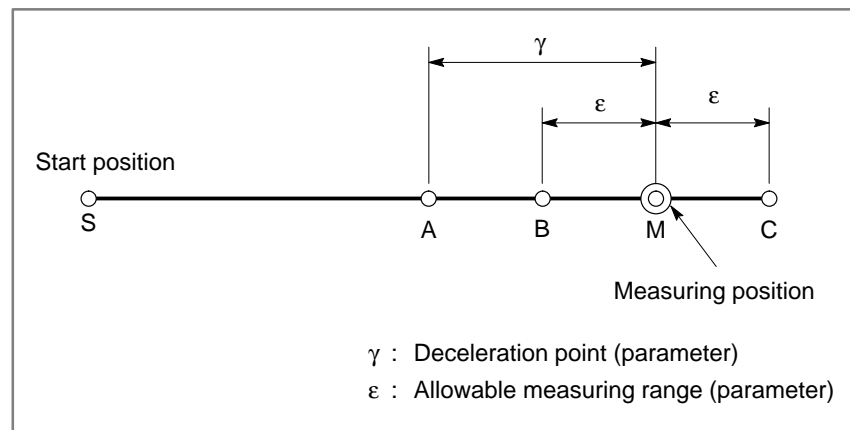 γ
ε ε
Start position
S A B M C
Measuring position
γ : Deceleration point (parameter)
ε : Allowable measuring range (parameter)